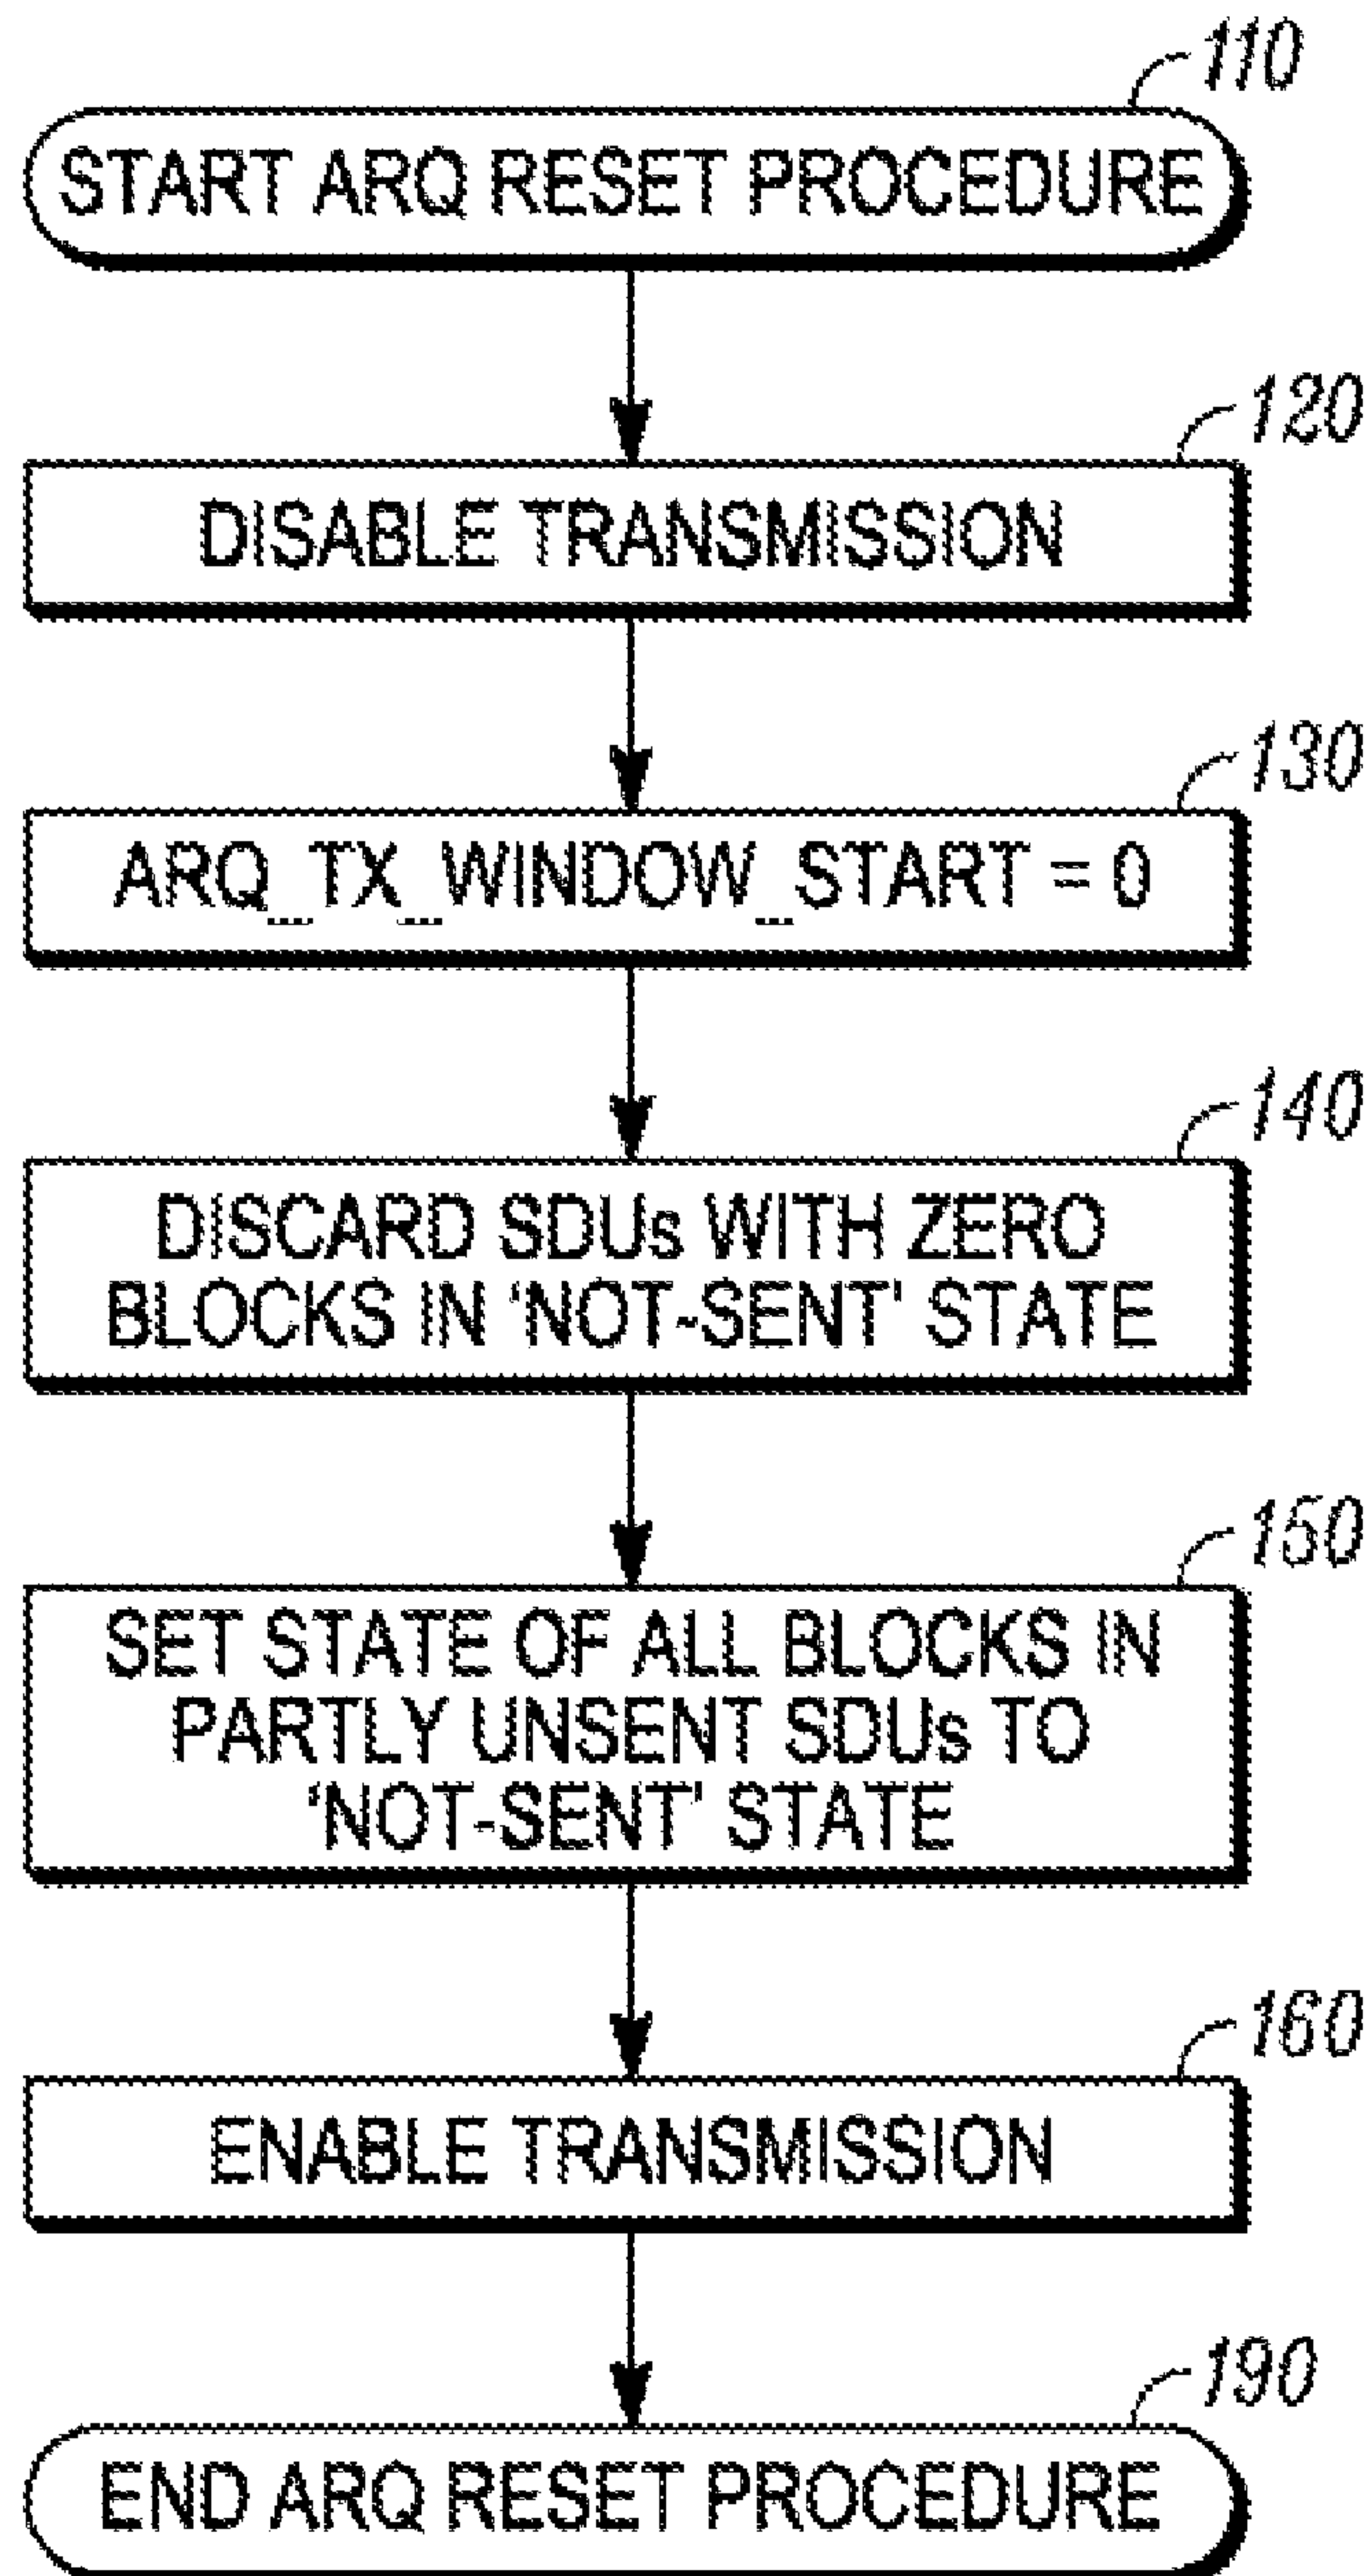 110
START ARQ RESET PROCEDURE
120
DISABLE TRANSMISSION
130
ARQ_TX_WINDOW_START = 0
140
DISCARD SDUs WITH ZERO
BLOCKS IN ‘NOT-SENT’ STATE
150
SET STATE OF ALL BLOCKS IN
PARTLY UNSENT SDUs TO
‘NOT-SENT’ STATE
160
ENABLE TRANSMISSION
190
END ARQ RESET PROCEDURE